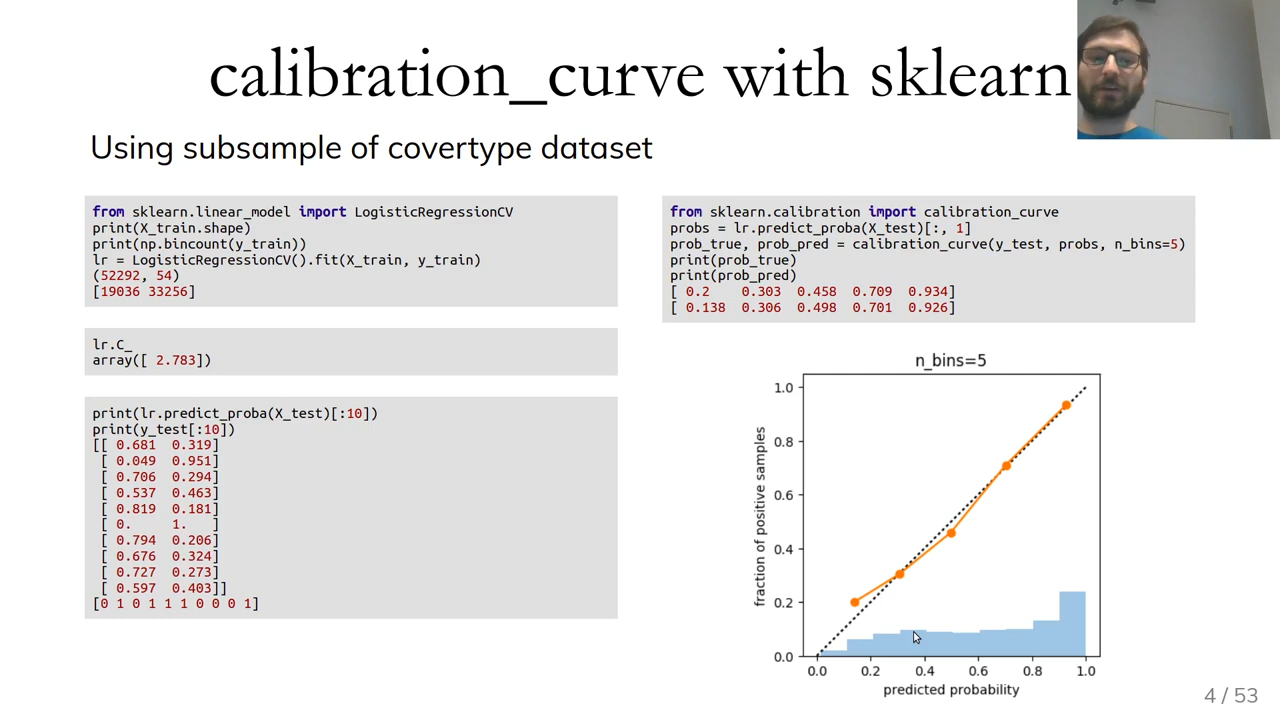 calibration_curve with sklearn
Using subsample of covertype dataset
from sklearn.linear_model import LogisticRegressionCV
print(X_train.shape)
print(np.bincount(y_train))
lr = LogisticRegressionCV().fit(X_train, y_train)
(52292, 54)
[19036 33256]
lr.C_
array([ 2.783])
print(lr.predict_proba(X_test)[:10])
print(y_test[:10])
[[ 0.681  0.319]
 [ 0.049  0.951]
 [ 0.706  0.294]
 [ 0.537  0.463]
 [ 0.819  0.181]
 [ 0.     1.   ]
 [ 0.794  0.206]
 [ 0.676  0.324]
 [ 0.727  0.273]
 [ 0.597  0.403]]
[0 1 0 1 1 1 0 0 0 1]
from sklearn.calibration import calibration_curve
probs = lr.predict_proba(X_test)[:, 1]
prob_true, prob_pred = calibration_curve(y_test, probs, n_bins=5)
print(prob_true)
print(prob_pred)
[ 0.2    0.303  0.458  0.709  0.934]
[ 0.138  0.306  0.498  0.701  0.926]
n_bins=5
fraction of positive samples
1.0
0.8
0.6
0.4
0.2
0.0
0.0 0.2 0.4 0.6 0.8 1.0
predicted probability
4 / 53